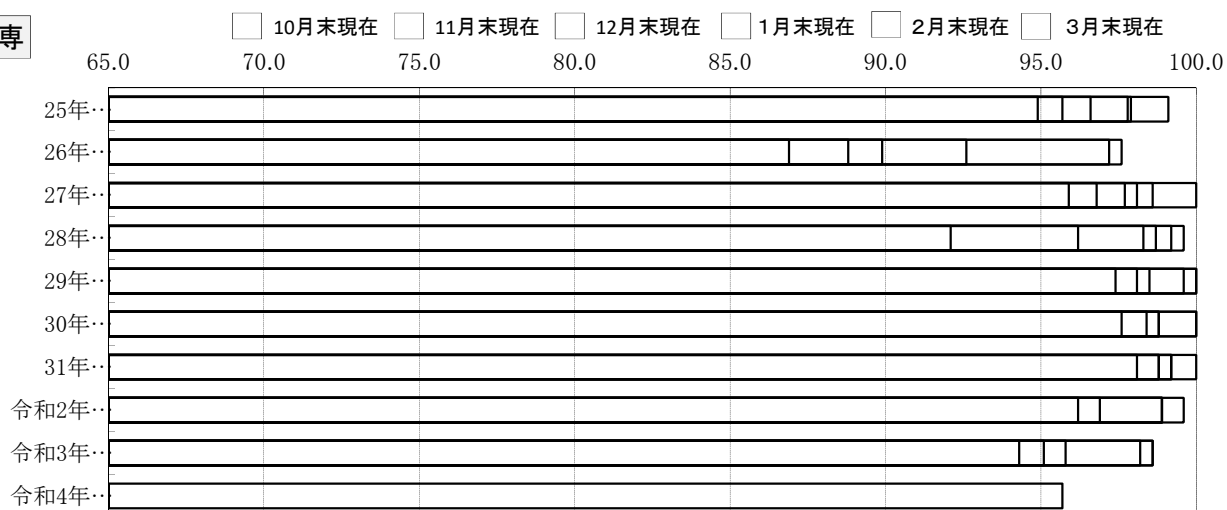 専
10月末現在 11月末現在 12月末現在 1月末現在 2月末現在 3月末現在
65.0 70.0 75.0 80.0 85.0 90.0 95.0 100.0
25年…
26年…
27年…
28年…
29年…
30年…
31年…
令和2年…
令和3年…
令和4年…